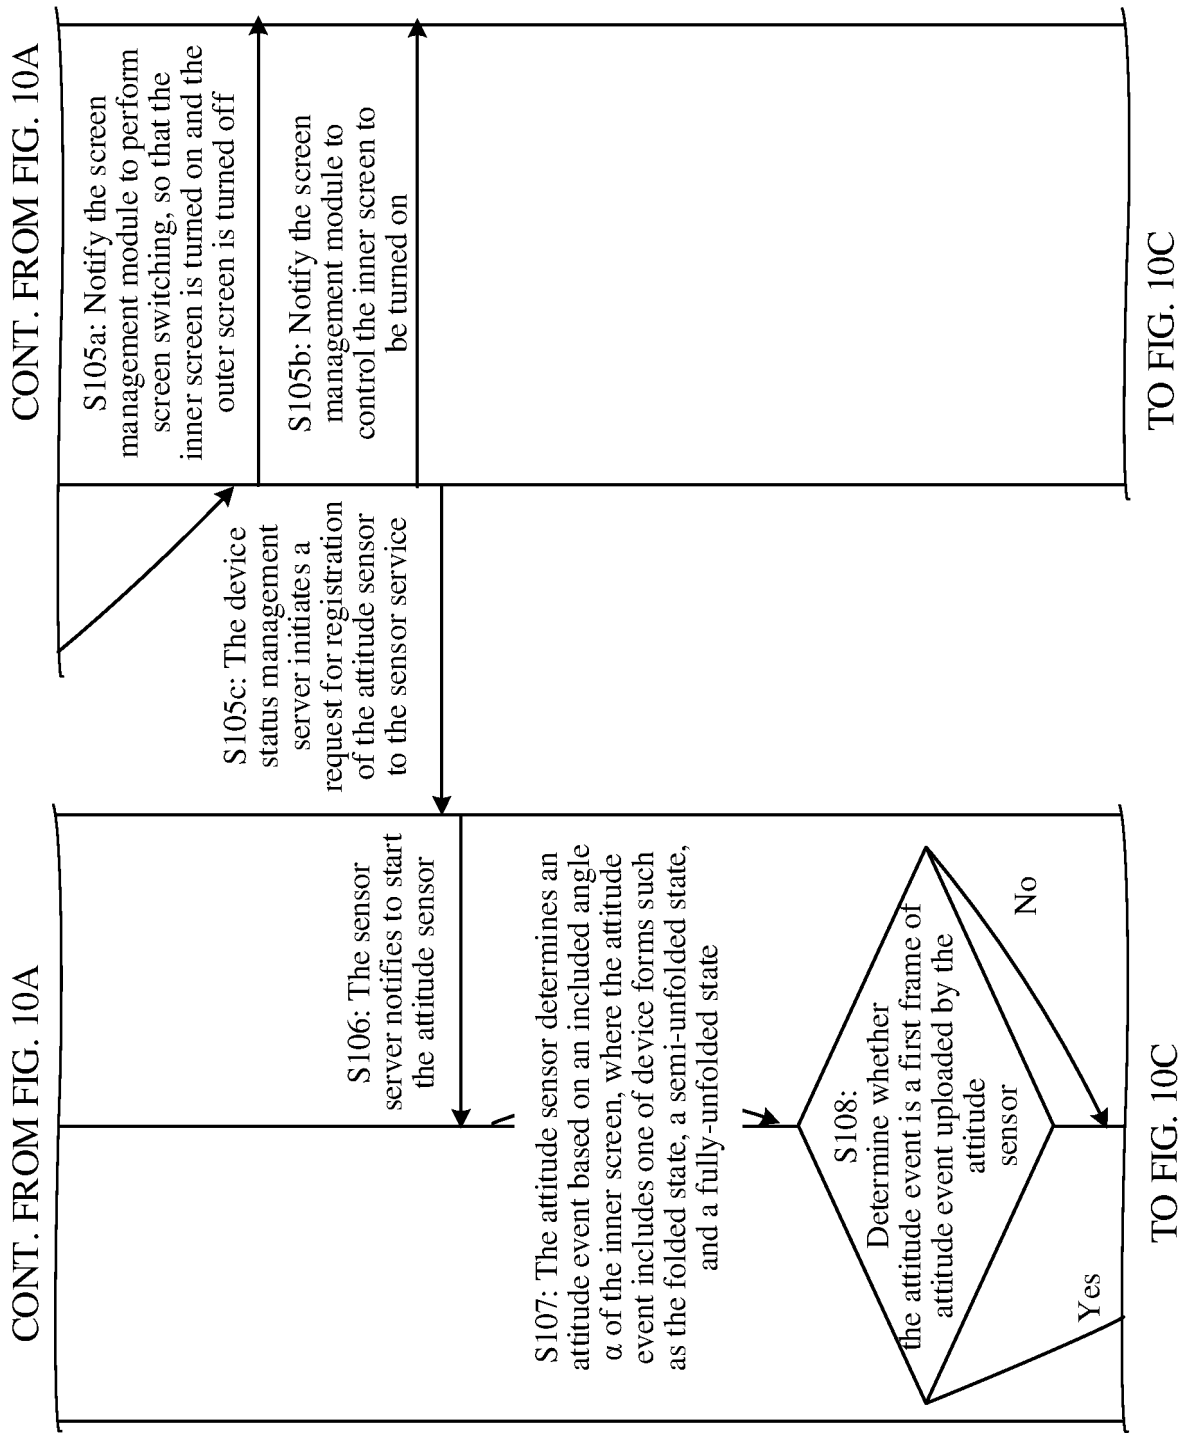 CONT. FROM FIG. 10A
CONT. FROM FIG. 10A
S105a: Notify the screen
management module to perform
screen switching, so that the
inner screen is turned on and the
outer screen is turned off
S105b: Notify the screen
management module to
control the inner screen to
be turned on
S105c: The device
status management
server initiates a
request for registration
of the attitude sensor
to the sensor service
S106: The sensor
server notifies to start
the attitude sensor
S107: The attitude sensor determines an
attitude event based on an included angle
α of the inner screen, where the attitude
event includes one of device forms such
as the folded state, a semi-unfolded state,
and a fully-unfolded state
S108:
Determine whether
the attitude event is a first frame of
attitude event uploaded by the
attitude
sensor
Yes
No
TO FIG. 10C
TO FIG. 10C